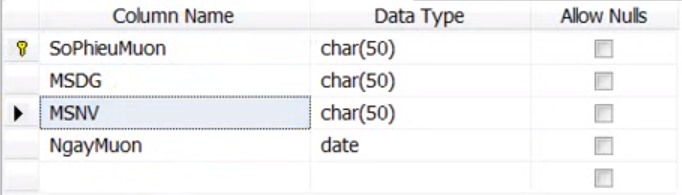 Column Name Data Type Allow Nulls
SoPhieuMuon char(50)
MSDG char(50)
MSNV char(50)
NgayMuon date